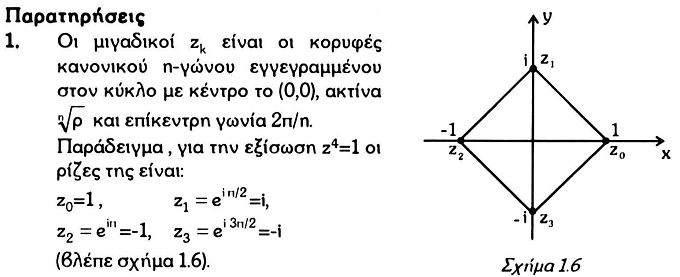 Παρατηρήσεις
1. Οι μιγαδικοί z_k είναι οι κορυφές
κανονικού n-γώνου εγγεγραμμένου
στον κύκλο με κέντρο το (0,0), ακτίνα
ⁿ√ρ και επίκεντρη γωνία 2π/n.
Παράδειγμα , για την εξίσωση z⁴=1 οι
ρίζες της είναι:
z₀=1 , z₁ = e^{iπ/2}=i,
z₂ = e^{iπ}=-1, z₃ = e^{i 3π/2}=-i
(βλέπε σχήμα 1.6).
y
i z₁
-1 1
z₂ z₀ x
-i z₃
Σχήμα 1.6